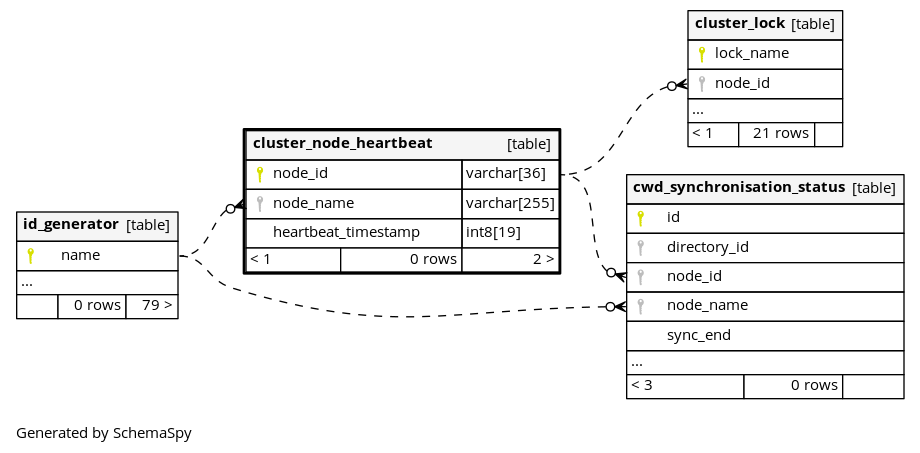 cluster_lock [table]
lock_name
node_id
...
< 1 21 rows
cluster_node_heartbeat [table]
node_id varchar[36]
node_name varchar[255]
heartbeat_timestamp int8[19]
< 1 0 rows 2 >
cwd_synchronisation_status [table]
id
directory_id
node_id
node_name
sync_end
...
< 3 0 rows
id_generator [table]
name
...
0 rows 79 >
Generated by SchemaSpy